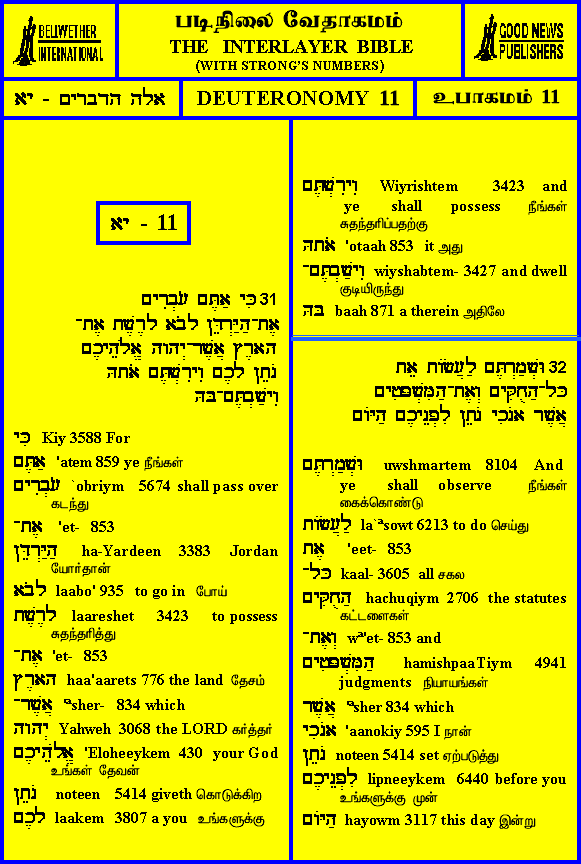 BELLWETHER
INTERNATIONAL
படிநிலை வேதாகமம்
THE INTERLAYER BIBLE
(WITH STRONG'S NUMBERS)
GOOD NEWS
PUBLISHERS
אלה הדברים - יא
DEUTERONOMY 11
உபாகமம் 11
יא - 11
31 כִּי אַתֶּם עֹבְרִים
אֶת־הַיַּרְדֵּן לָבֹא לָרֶשֶׁת אֶת־
הָאָרֶץ אֲשֶׁר־יְהוָה אֱלֹהֵיכֶם
נֹתֵן לָכֶם וִירִשְׁתֶּם אֹתָהּ
וִישַׁבְתֶּם־בָּהּ
כִּי Kiy 3588 For
אַתֶּם 'atem 859 ye நீங்கள்
עֹבְרִים `obriym 5674 shall pass over
கடந்து
אֶת־ 'et- 853
הַיַּרְדֵּן ha-Yardeen 3383 Jordan
யோர்தான்
לָבֹא laabo' 935 to go in போய்
לָרֶשֶׁת laareshet 3423 to possess
சுதந்தரித்து
אֶת־ 'et- 853
הָאָרֶץ haa'aarets 776 the land தேசம்
אֲשֶׁר־ ªsher- 834 which
יְהוָה Yahweh 3068 the LORD கர்த்தர்
אֱלֹהֵיכֶם 'Eloheeykem 430 your God
உங்கள் தேவன்
נֹתֵן noteen 5414 giveth கொடுக்கிற
לָכֶם laakem 3807 a you உங்களுக்கு
וִירִשְׁתֶּם Wiyrishtem 3423 and
ye shall possess நீங்கள்
சுதந்தரிப்பதற்கு
אֹתָהּ 'otaah 853 it அது
וִישַׁבְתֶּם־ wiyshabtem- 3427 and dwell
குடியிருந்து
בָּהּ baah 871 a therein அதிலே
32 וּשְׁמַרְתֶּם לַעֲשׂוֹת אֵת
כָּל־הַחֻקִּים וְאֶת־הַמִּשְׁפָּטִים
אֲשֶׁר אָנֹכִי נֹתֵן לִפְנֵיכֶם הַיּוֹם
וּשְׁמַרְתֶּם uwshmartem 8104 And
ye shall observe நீங்கள்
கைக்கொண்டு
לַעֲשׂוֹת la`ªsowt 6213 to do செய்து
אֵת 'eet- 853
כָּל־ kaal- 3605 all சகல
הַחֻקִּים hachuqiym 2706 the statutes
கட்டளைகள்
וְאֶת־ wª'et- 853 and
הַמִּשְׁפָּטִים hamishpaaTiym 4941
judgments நியாயங்கள்
אֲשֶׁר ªsher 834 which
אָנֹכִי 'aanokiy 595 I நான்
נֹתֵן noteen 5414 set ஏற்படுத்து
לִפְנֵיכֶם lipneeykem 6440 before you
உங்களுக்கு முன்
הַיּוֹם hayowm 3117 this day இன்று